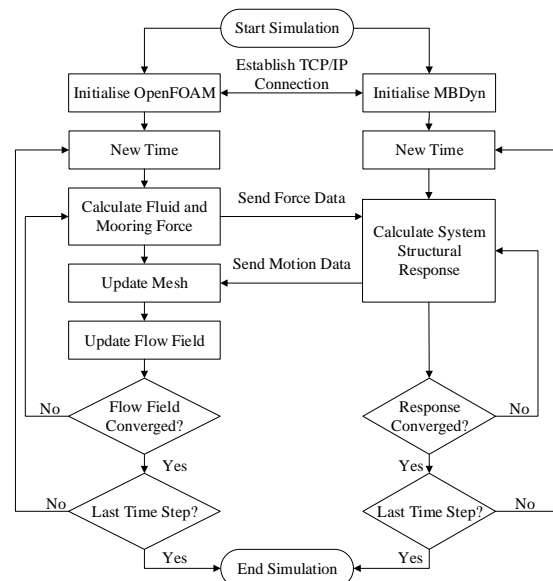 Start Simulation
Establish TCP/IP
Connection
Initialise OpenFOAM
Initialise MBDyn
New Time
New Time
Calculate Fluid and
Mooring Force
Send Force Data
Calculate System
Structural
Response
Send Motion Data
Update Mesh
Update Flow Field
No
Flow Field
Converged?
Response
Converged?
No
Yes
Yes
No
Last Time Step?
Last Time Step?
No
Yes
End Simulation
Yes